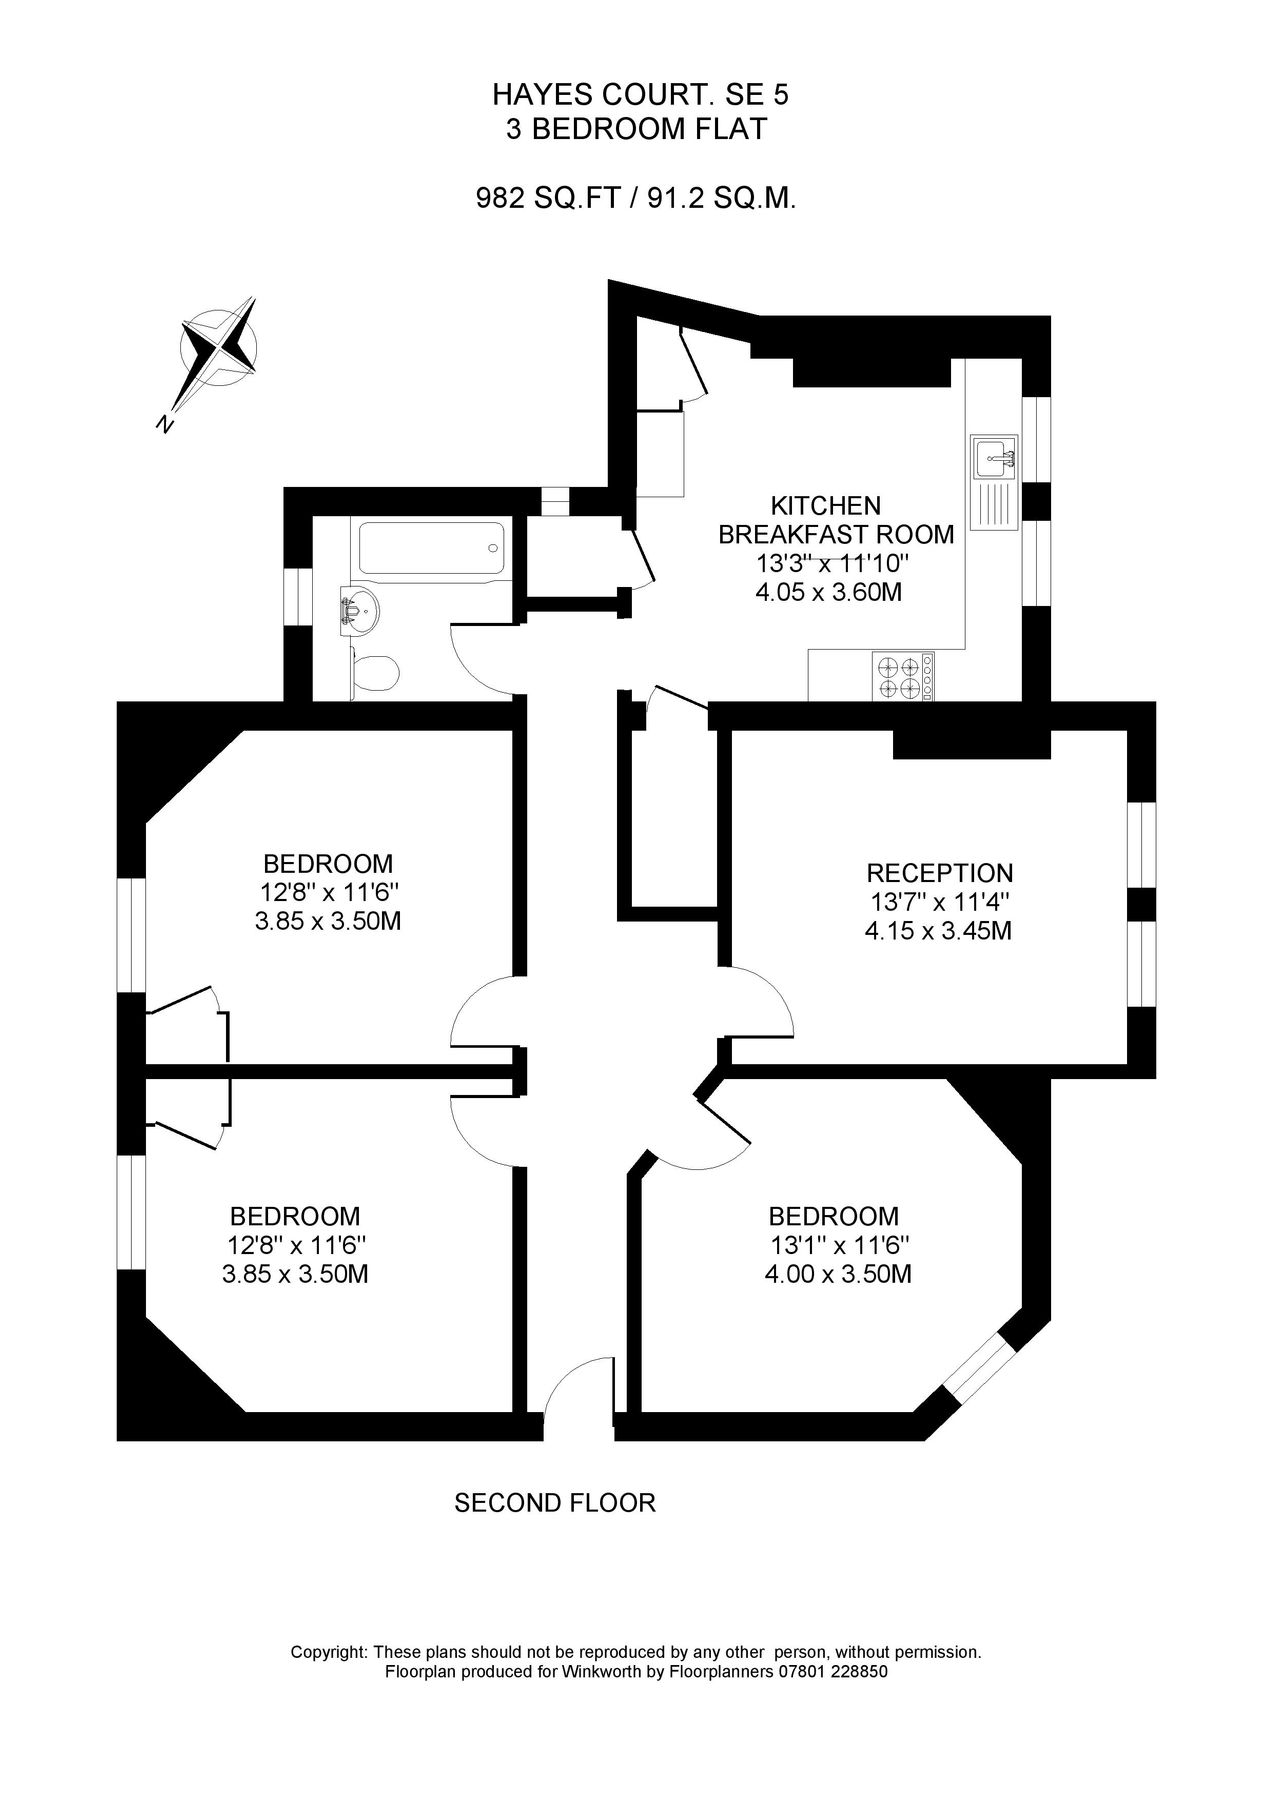 HAYES COURT. SE 5
3 BEDROOM FLAT
982 SQ.FT / 91.2 SQ.M.
N
KITCHEN
BREAKFAST ROOM
13'3" x 11'10"
4.05 x 3.60M
BEDROOM
12'8" x 11'6"
3.85 x 3.50M
RECEPTION
13'7" x 11'4"
4.15 x 3.45M
BEDROOM
12'8" x 11'6"
3.85 x 3.50M
BEDROOM
13'1" x 11'6"
4.00 x 3.50M
SECOND FLOOR
Copyright: These plans should not be reproduced by any other  person, without permission.
Floorplan produced for Winkworth by Floorplanners 07801 228850